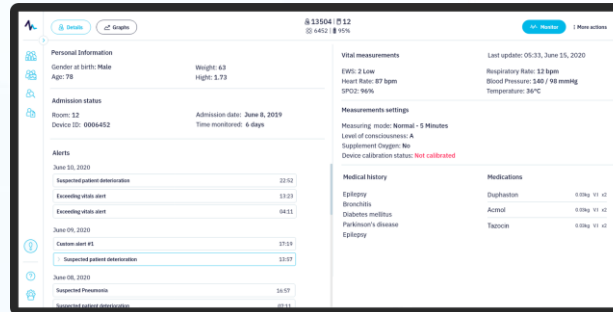 Details
Graphs
13504 | 12
6452 | 95%
Monitor
More actions
Personal Information
Gender at birth: Male
Weight: 63
Age: 78
Hight: 1.73
Admission status
Room: 12
Admission date: June 8, 2019
Device ID: 0006452
Time monitored: 6 days
Alerts
June 10, 2020
Suspected patient deterioration 22:52
Exceeding vitals alert 13:23
Exceeding vitals alert 04:11
June 09, 2020
Custom alert #1 17:19
Suspected patient deterioration 13:57
June 08, 2020
Suspected Pneumonia 16:57
Suspected patient deterioration 07:11
Vital measurements
Last update: 05:33, June 15, 2020
EWS: 2 Low
Respiratory Rate: 12 bpm
Heart Rate: 87 bpm
Blood Pressure: 140 / 98 mmHg
SPO2: 96%
Temperature: 36°C
Measurements settings
Measuring mode: Normal - 5 Minutes
Level of consciousness: A
Supplement Oxygen: No
Device calibration status: Not calibrated
Medical history
Epilepsy
Bronchitis
Diabetes mellitus
Parkinson's disease
Epilepsy
Medications
Duphaston x2
Acmol x2
Tazocin x2